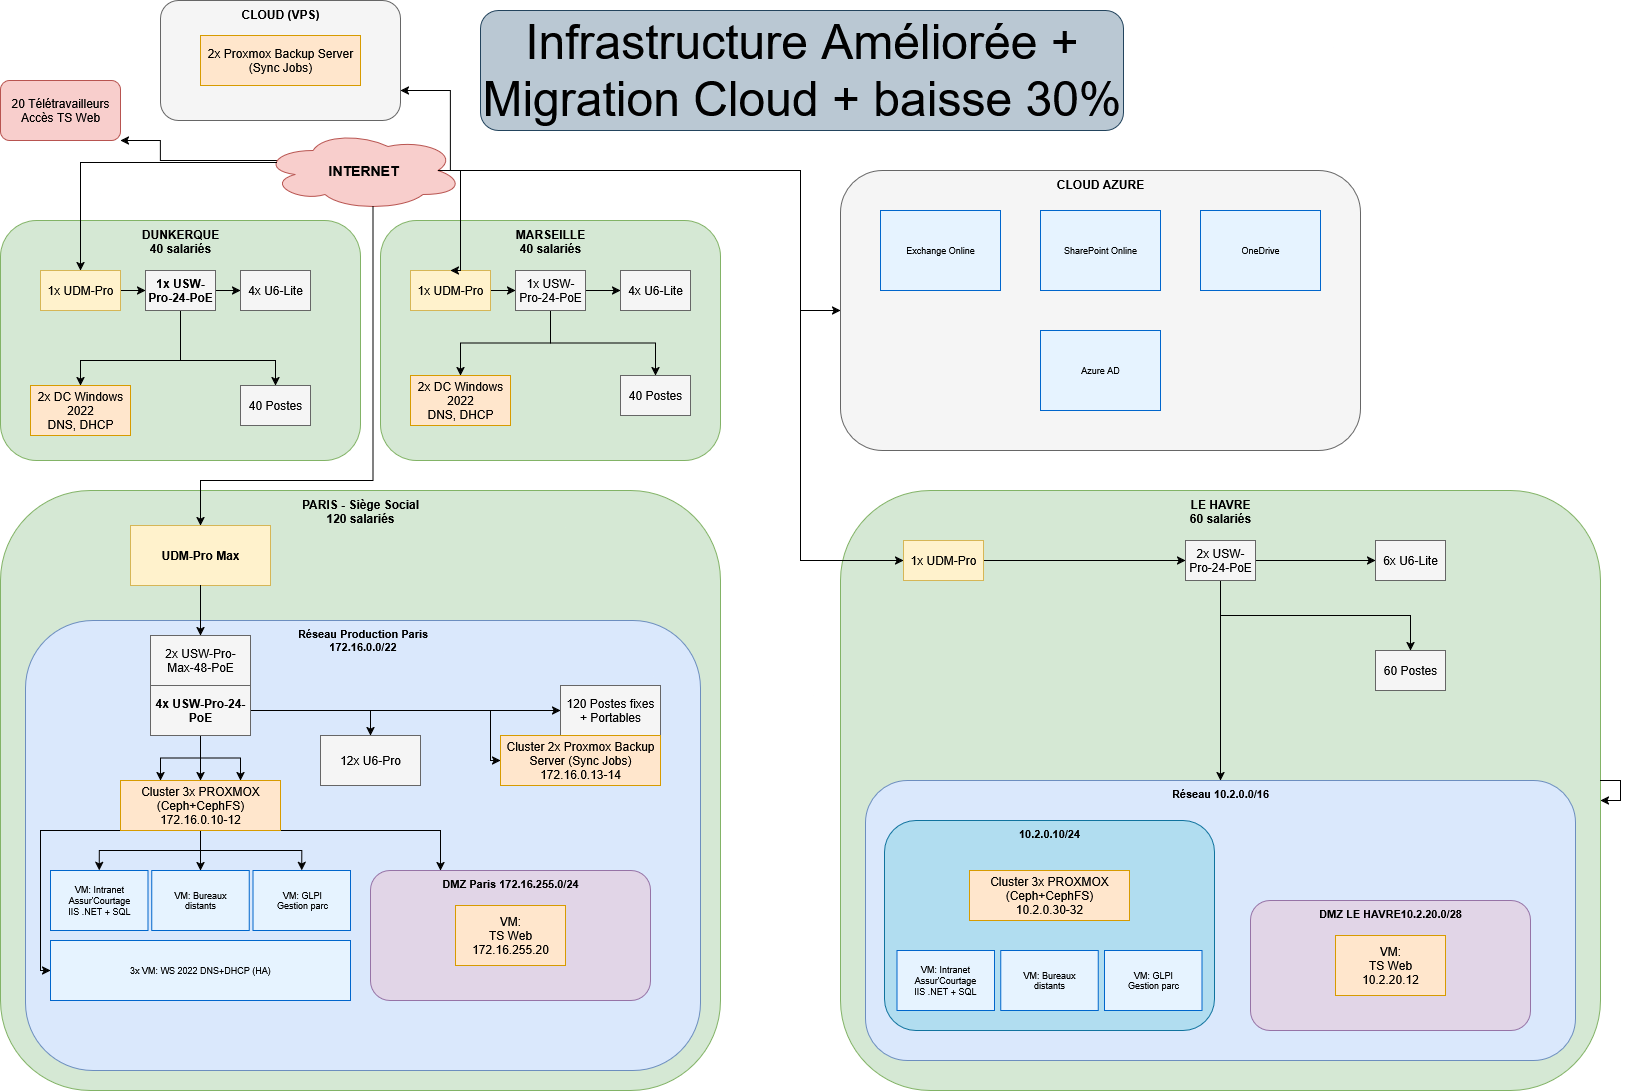 CLOUD (VPS)
2x Proxmox Backup Server
(Sync Jobs)
Infrastructure Améliorée +
Migration Cloud + baisse 30%
20 Télétravailleurs
Accès TS Web
INTERNET
CLOUD AZURE
Exchange Online
SharePoint Online
OneDrive
Azure AD
DUNKERQUE
40 salariés
1x UDM-Pro
1x USW-
Pro-24-PoE
4x U6-Lite
2x DC Windows
2022
DNS, DHCP
40 Postes
MARSEILLE
40 salariés
1x UDM-Pro
1x USW-
Pro-24-PoE
4x U6-Lite
2x DC Windows
2022
DNS, DHCP
40 Postes
PARIS - Siège Social
120 salariés
UDM-Pro Max
Réseau Production Paris
172.16.0.0/22
2x USW-Pro-
Max-48-PoE
4x USW-Pro-24-
PoE
120 Postes fixes
+ Portables
12x U6-Pro
Cluster 2x Proxmox Backup
Server (Sync Jobs)
172.16.0.13-14
Cluster 3x PROXMOX
(Ceph+CephFS)
172.16.0.10-12
VM: Intranet
Assur'Courtage
IIS .NET + SQL
VM: Bureaux
distants
VM: GLPI
Gestion parc
3x VM: WS 2022 DNS+DHCP (HA)
DMZ Paris 172.16.255.0/24
VM:
TS Web
172.16.255.20
LE HAVRE
60 salariés
1x UDM-Pro
2x USW-
Pro-24-PoE
6x U6-Lite
60 Postes
Réseau 10.2.0.0/16
10.2.0.10/24
Cluster 3x PROXMOX
(Ceph+CephFS)
10.2.0.30-32
VM: Intranet
Assur'Courtage
IIS .NET + SQL
VM: Bureaux
distants
VM: GLPI
Gestion parc
DMZ LE HAVRE10.2.20.0/28
VM:
TS Web
10.2.20.12